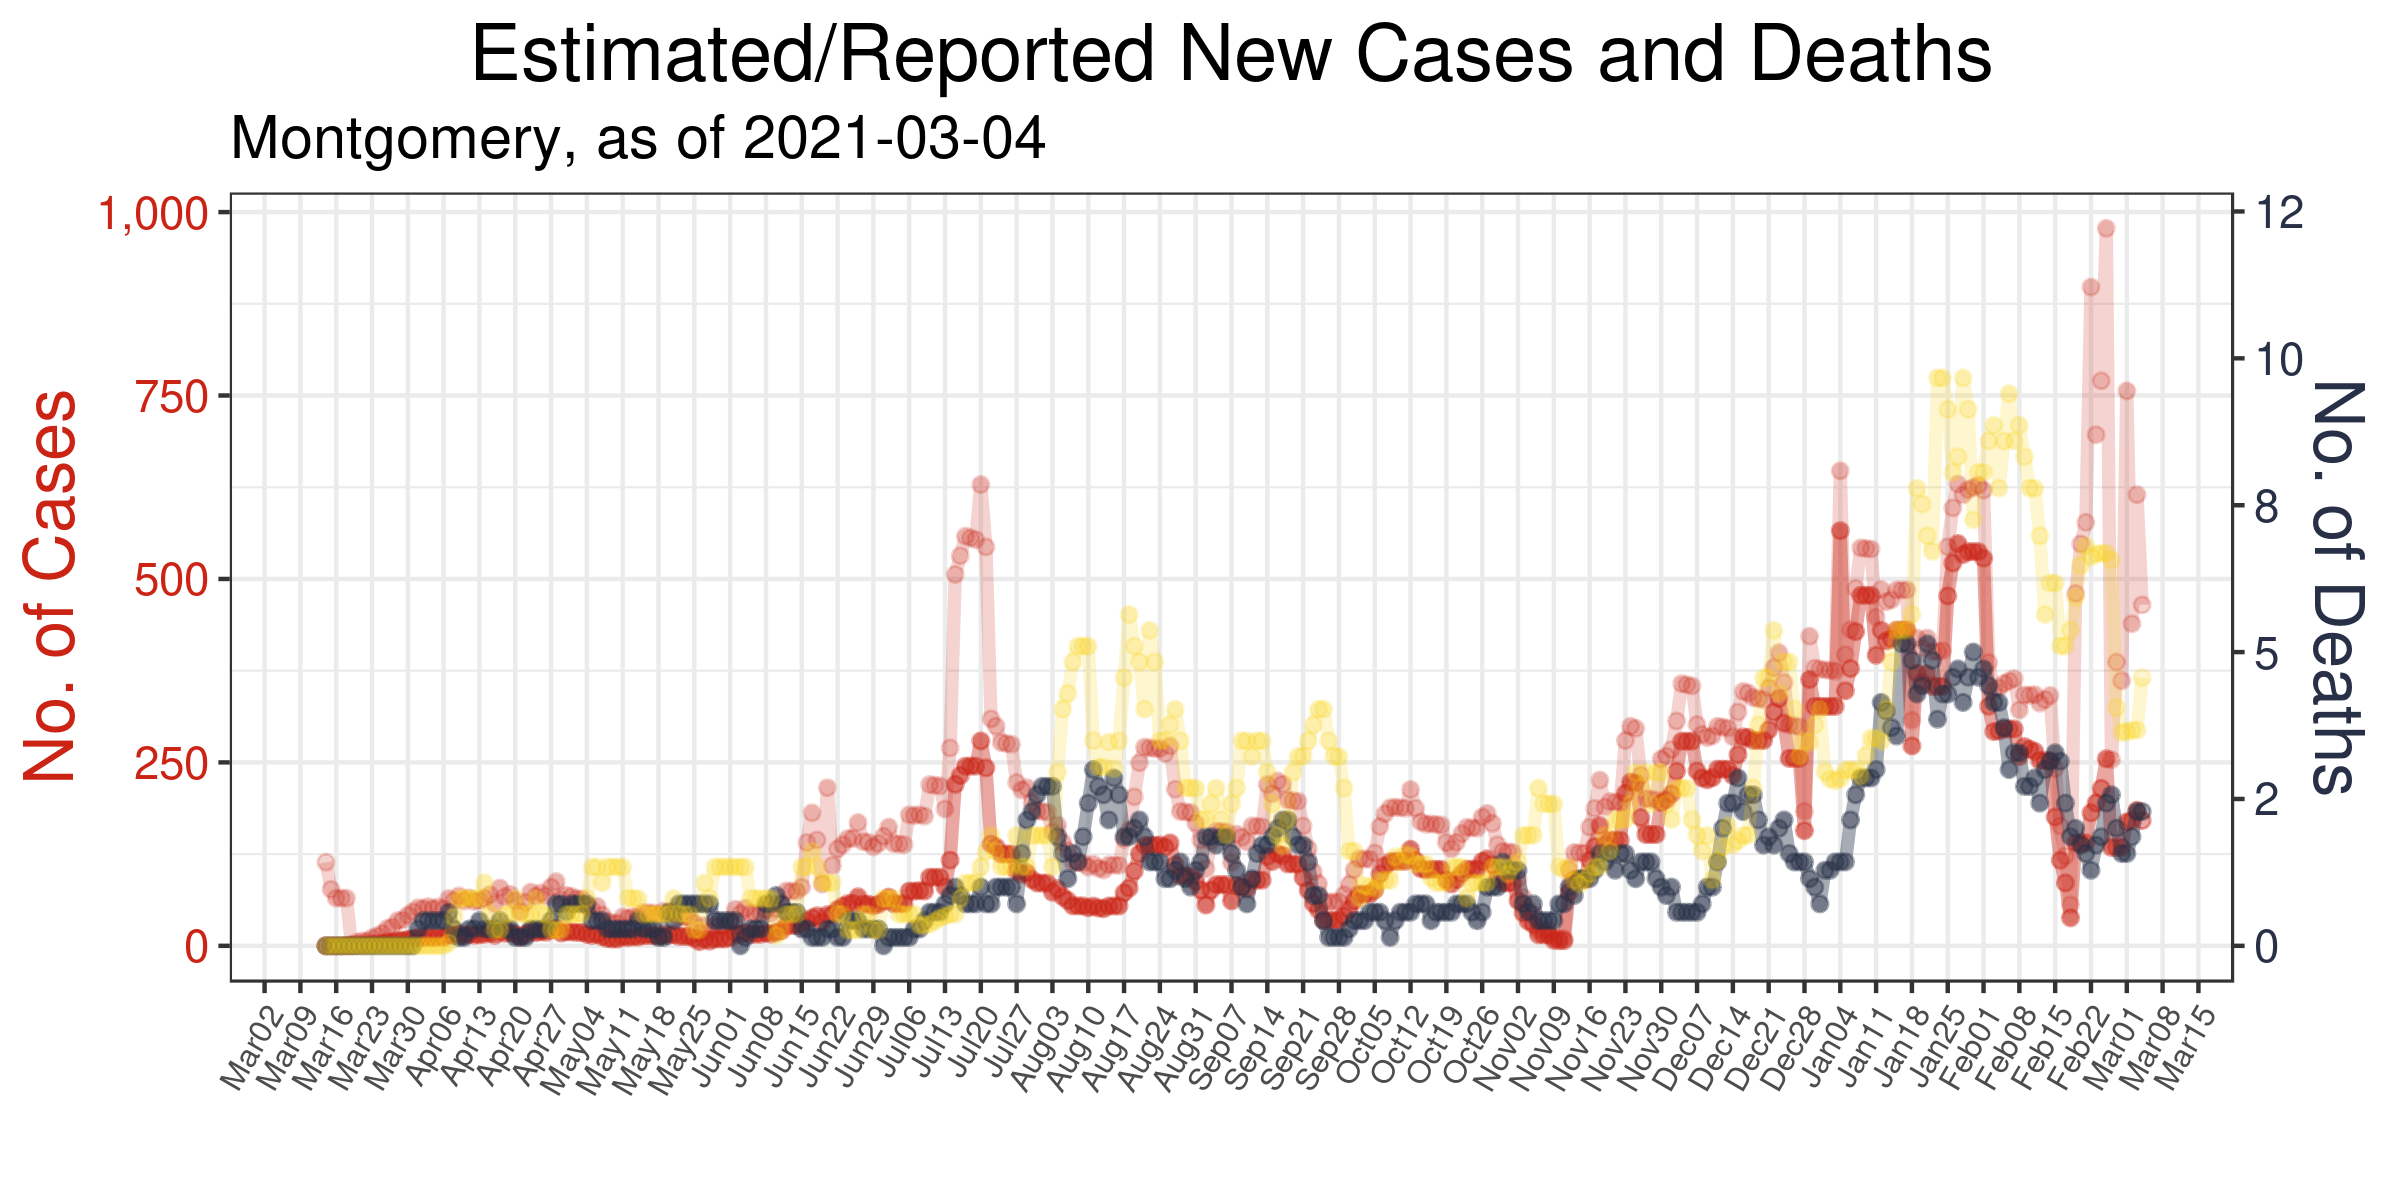 Estimated/Reported New Cases and Deaths
Montgomery, as of 2021-03-04
No. of Cases
1,000
750
500
250
0
12
10
8
5
2
0
No. of Deaths
Mar02
Mar09
Mar16
Mar23
Mar30
Apr06
Apr13
Apr20
Apr27
May04
May11
May18
May25
Jun01
Jun08
Jun15
Jun22
Jun29
Jul06
Jul13
Jul20
Jul27
Aug03
Aug10
Aug17
Aug24
Aug31
Sep07
Sep14
Sep21
Sep28
Oct05
Oct12
Oct19
Oct26
Nov02
Nov09
Nov16
Nov23
Nov30
Dec07
Dec14
Dec21
Dec28
Jan04
Jan11
Jan18
Jan25
Feb01
Feb08
Feb15
Feb22
Mar01
Mar08
Mar15